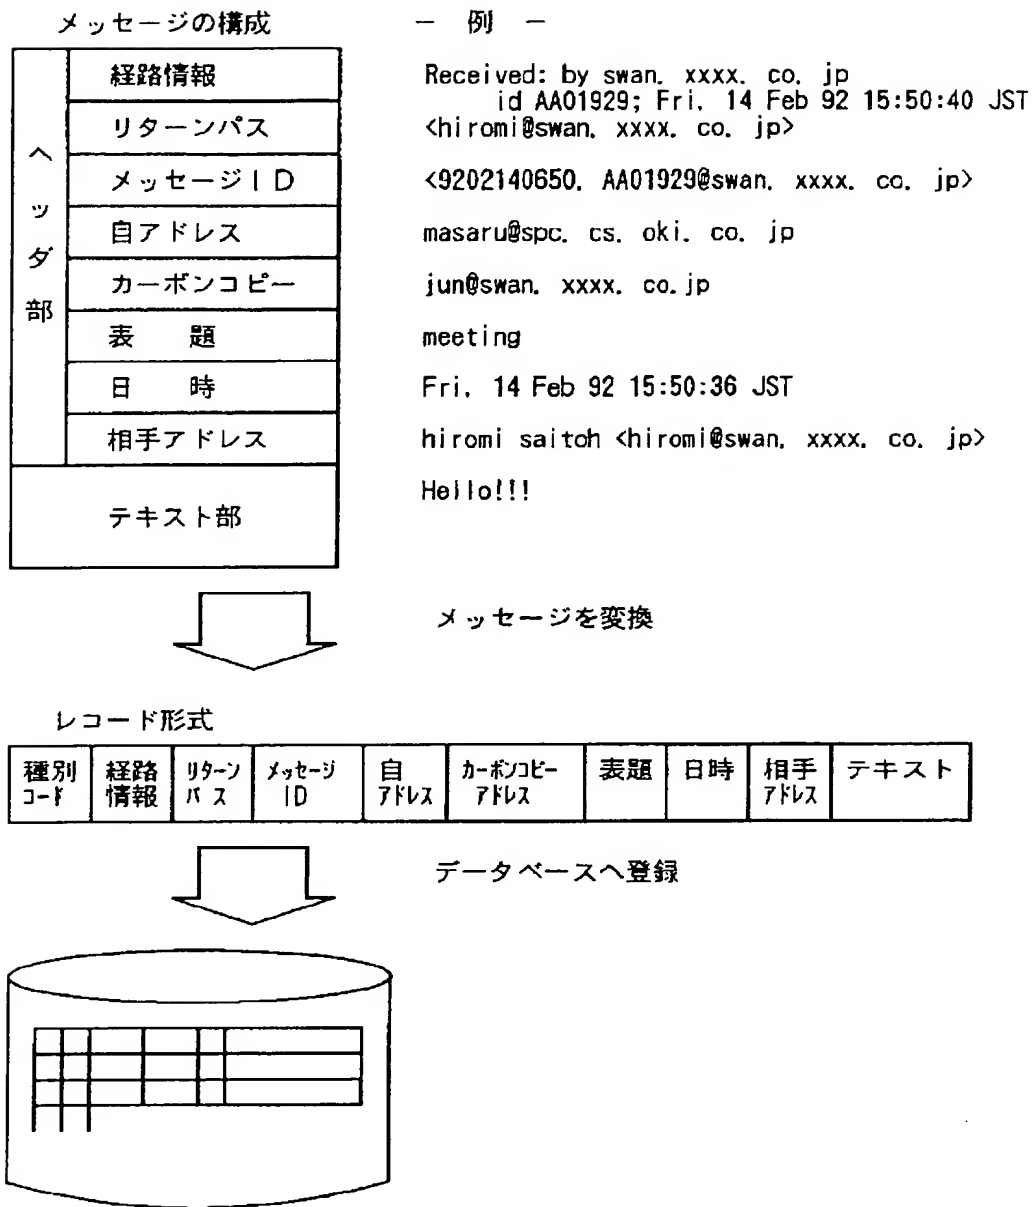 メッセージの構成
− 例 −
ヘッダ部
経路情報
Received: by swan. xxxx. co. jp
id AA01929; Fri. 14 Feb 92 15:50:40 JST
リターンパス
<hiromi@swan. xxxx. co. jp>
メッセージID
<9202140650. AA01929@swan. xxxx. co. jp>
自アドレス
masaru@spc. cs. oki. co. jp
カーボンコピー
jun@swan. xxxx. co. jp
表 題
meeting
日 時
Fri. 14 Feb 92 15:50:36 JST
相手アドレス
hiromi saitoh <hiromi@swan. xxxx. co. jp>
テキスト部
Hello!!!
メッセージを変換
レコード形式
種別コード
経路情報
リターンパス
メッセージID
自アドレス
カーボンコピーアドレス
表題
日時
相手アドレス
テキスト
データベースへ登録